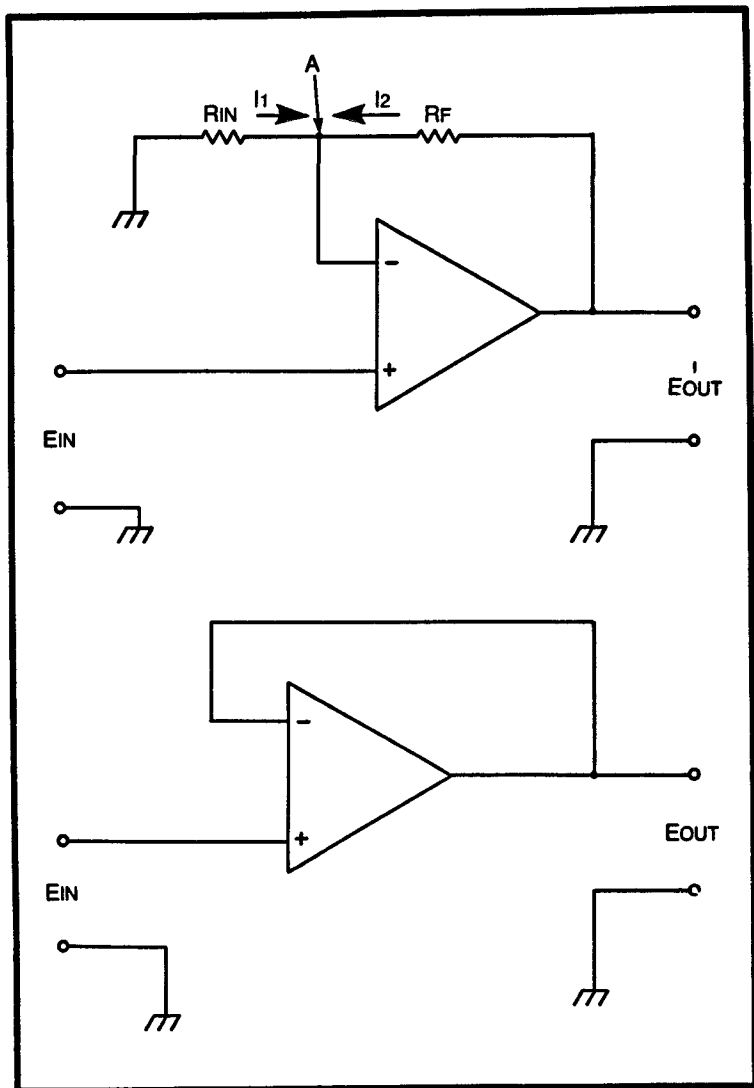 A
I1 I2
RIN RF
-
+
EOUT
EIN
-
+
EOUT
EIN